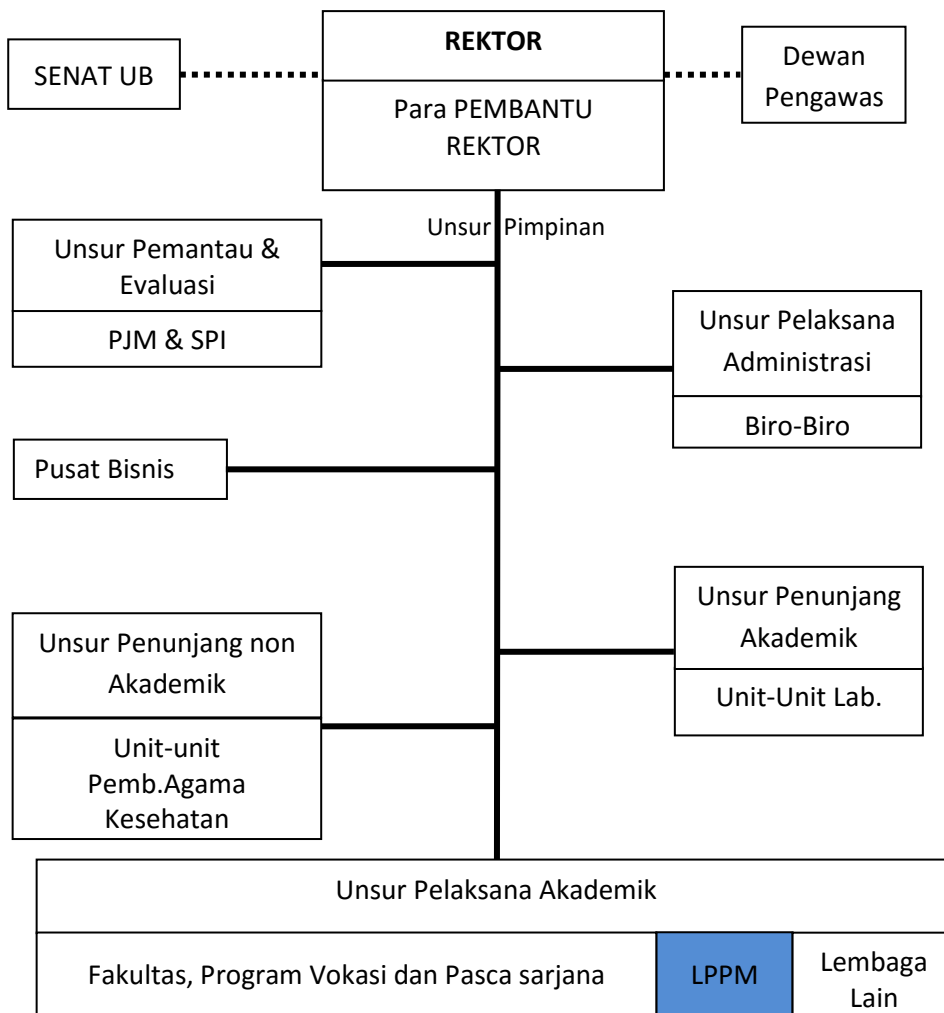 REKTOR
SENAT UB
Dewan
Pengawas
Para PEMBANTU
REKTOR
Unsur Pimpinan
Unsur Pemantau &
Evaluasi
PJM & SPI
Unsur Pelaksana
Administrasi
Biro-Biro
Pusat Bisnis
Unsur Penunjang
Akademik
Unit-Unit Lab.
Unsur Penunjang non
Akademik
Unit-unit
Pemb.Agama
Kesehatan
Unsur Pelaksana Akademik
Fakultas, Program Vokasi dan Pasca sarjana
LPPM
Lembaga
Lain